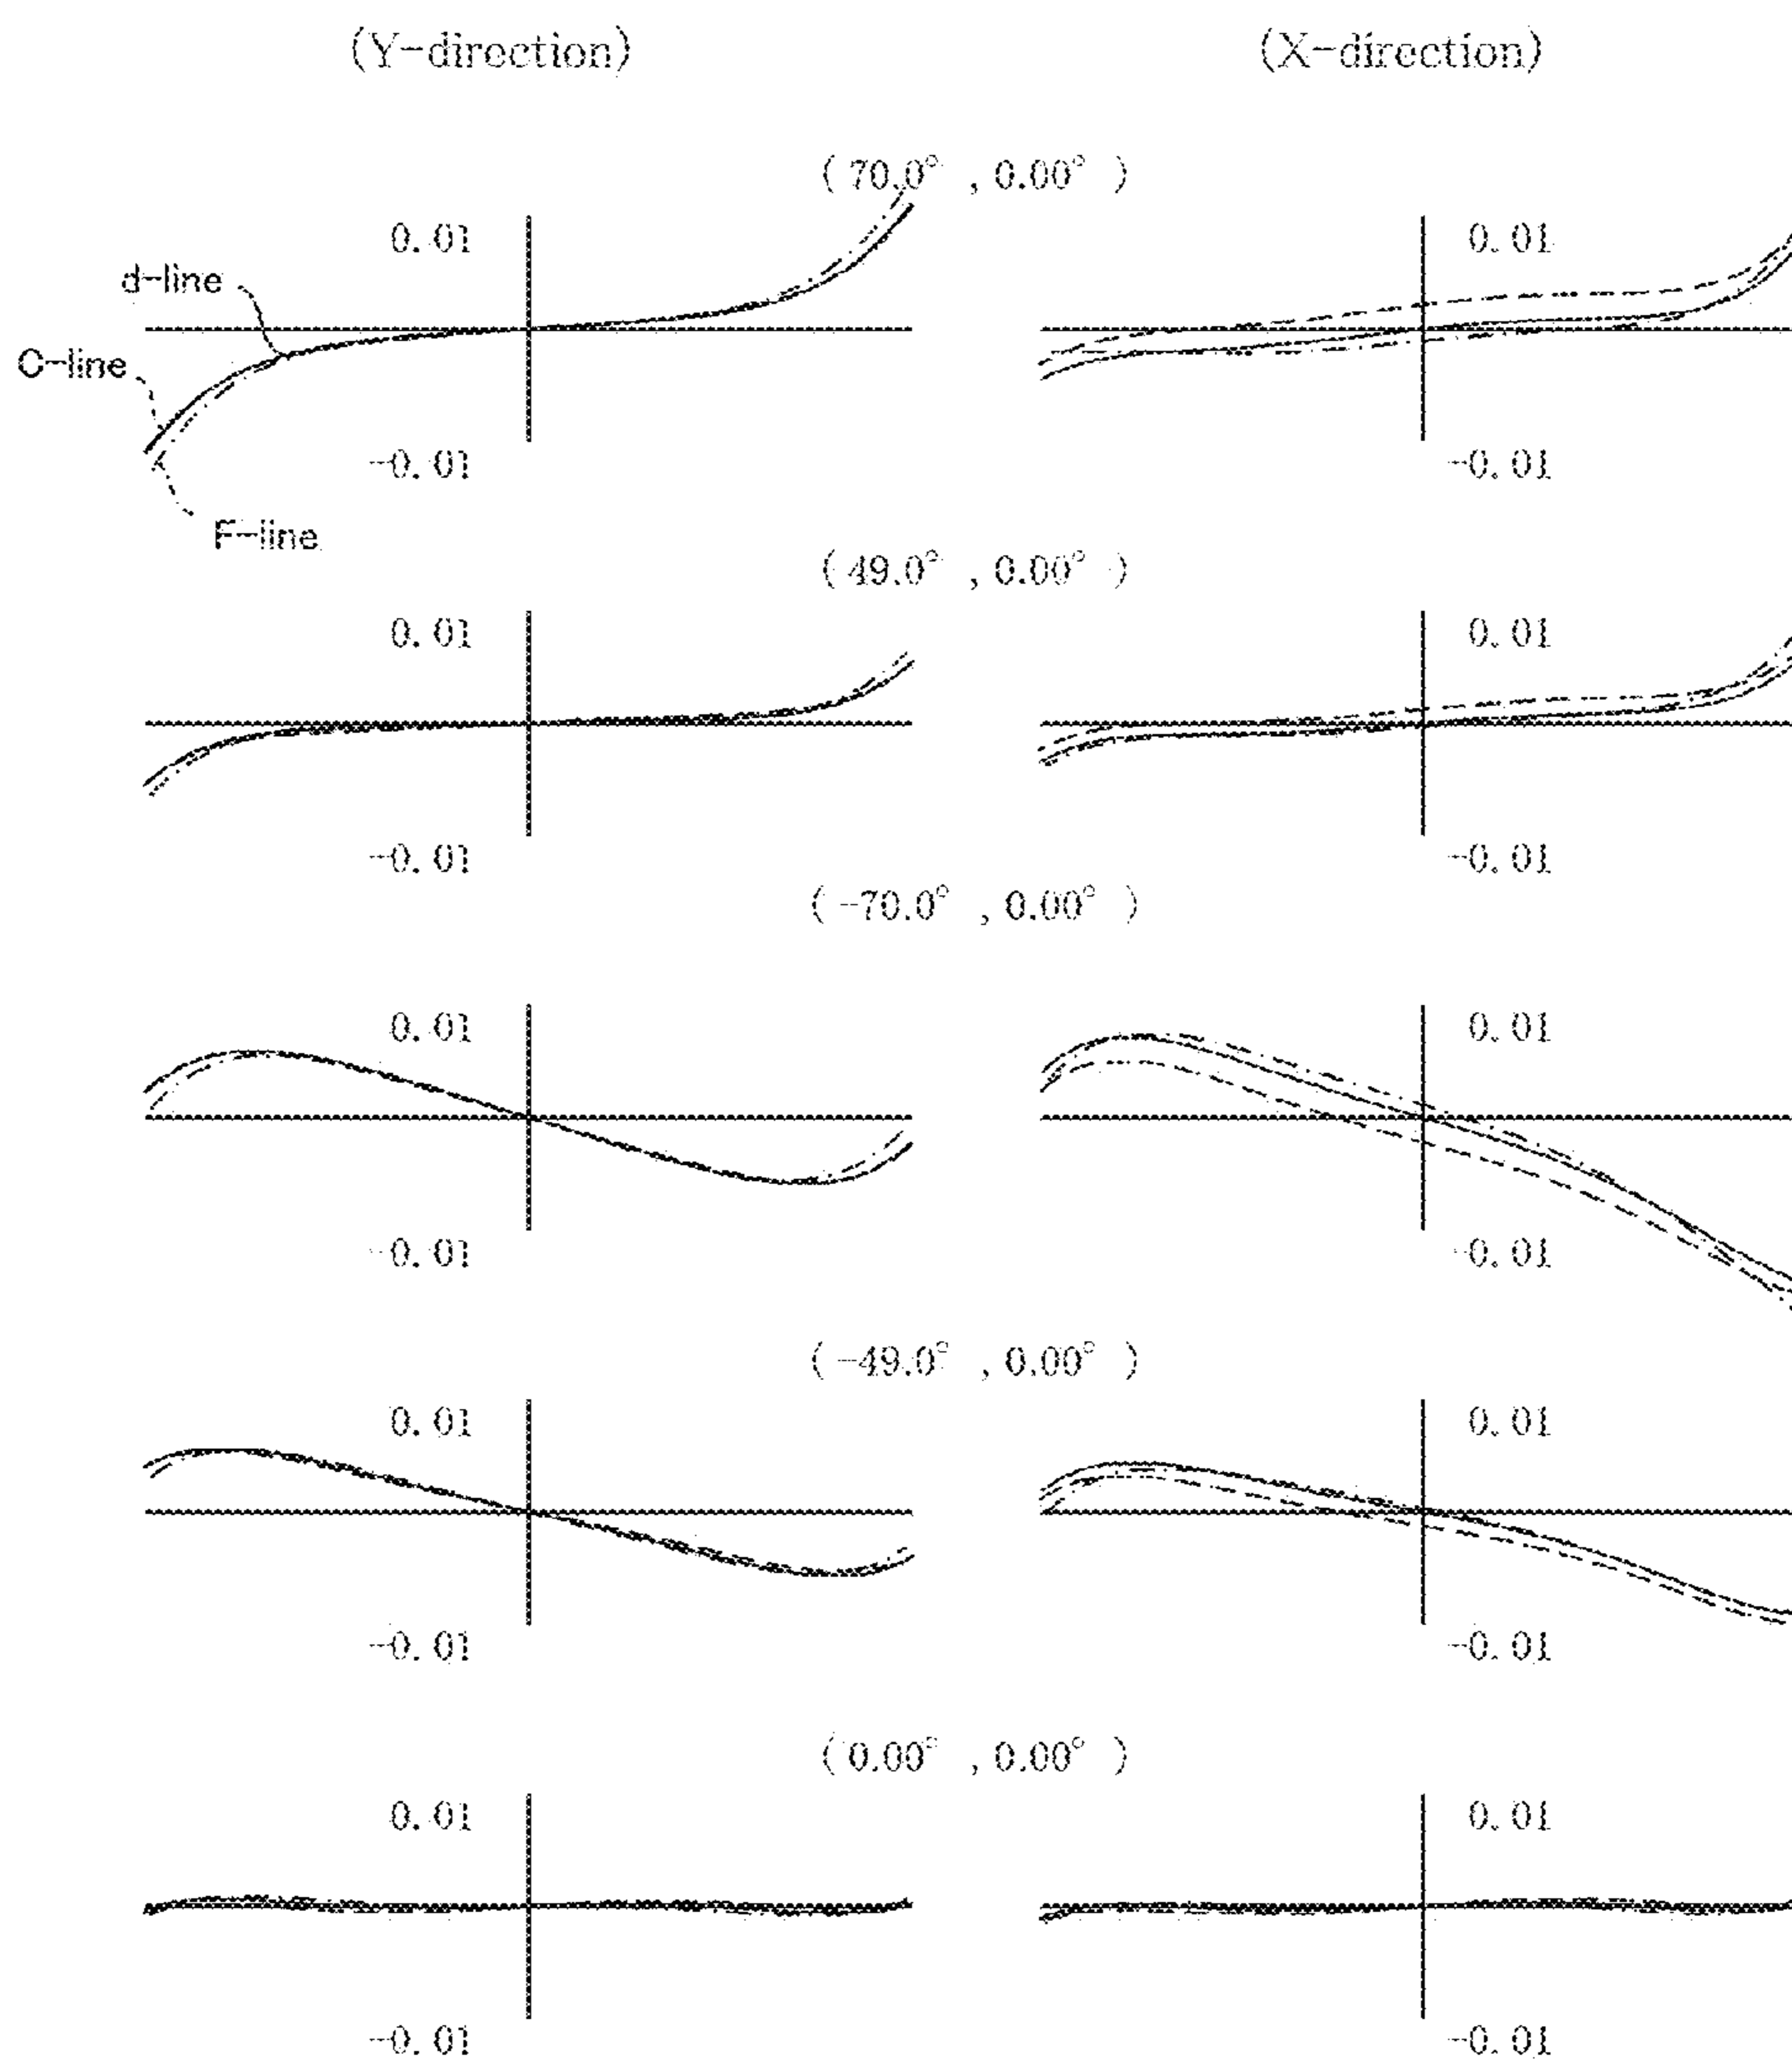 (Y-direction) (X-direction)
( 70.0° , 0.00° )
0.01 0.01
d-line
C-line
-0.01 -0.01
F-line
( 49.0° , 0.00° )
0.01 0.01
-0.01 -0.01
( -70.0° , 0.00° )
0.01 0.01
-0.01 -0.01
( -49.0° , 0.00° )
0.01 0.01
-0.01 -0.01
( 0.00° , 0.00° )
0.01 0.01
-0.01 -0.01